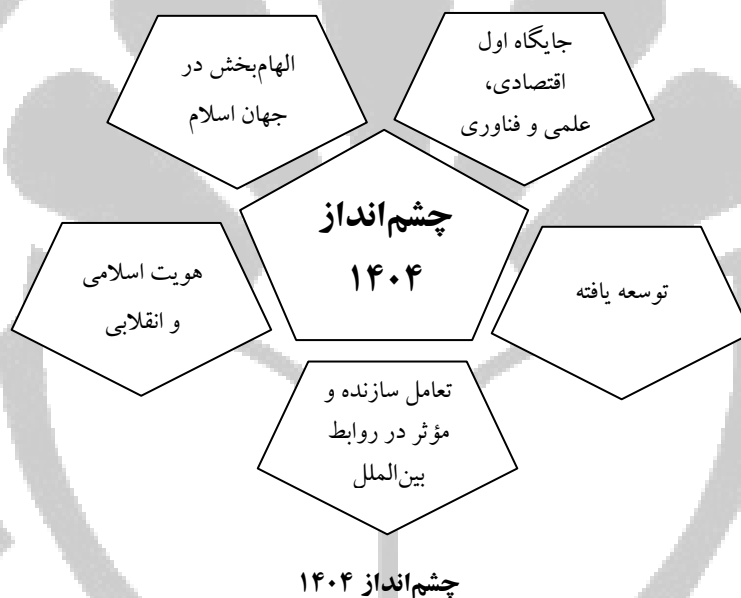 جایگاه اول
اقتصادی،
علمی و فناوری
الهام‌بخش در
جهان اسلام
چشم‌انداز
۱۴۰۴
توسعه یافته
هویت اسلامی
و انقلابی
تعامل سازنده و
مؤثر در روابط
بین‌الملل
چشم‌انداز ۱۴۰۴